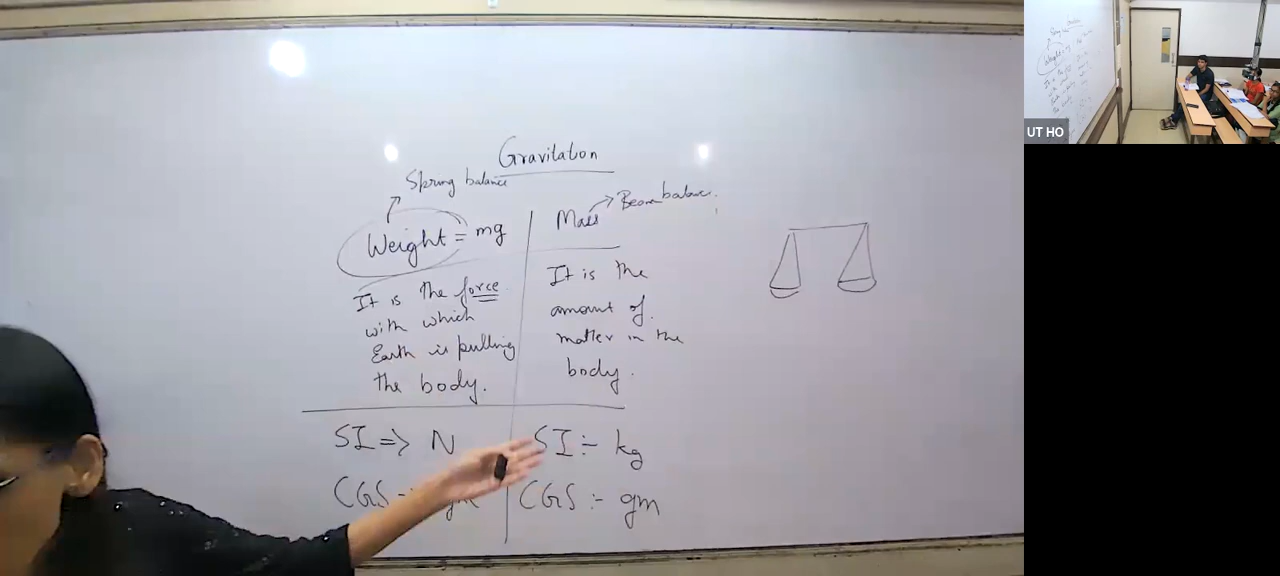 Gravitation
Spring balance
Weight = mg
It is the force
with which
Earth is pulling
the body.
SI => N
CGS :-
Mass
Beam balance.
It is the
amount of.
matter in the
body.
SI :- kg
CGS :- gm
UT HO